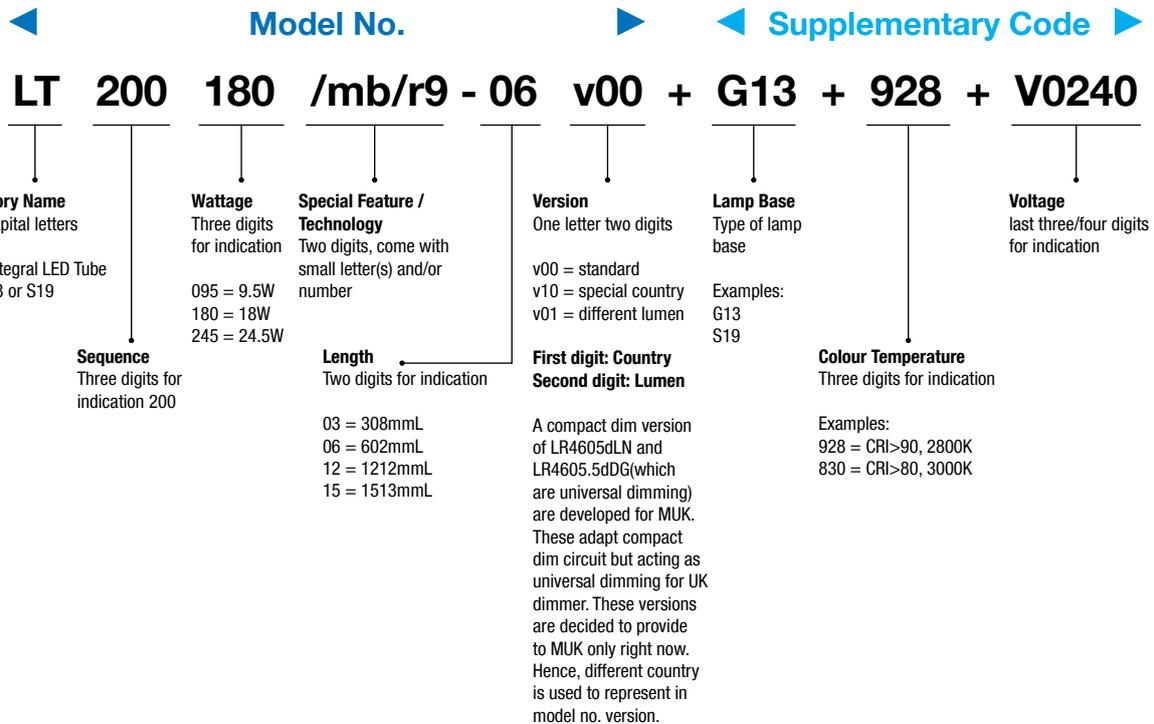 Model No.
Supplementary Code
LT 200 180 /mb/r9 - 06 v00 + G13 + 928 + V0240
ory Name
pital letters
tegral LED Tube
3 or S19
Sequence
Three digits for
indication 200
Wattage
Three digits
for indication
095 = 9.5W
180 = 18W
245 = 24.5W
Special Feature /
Technology
Two digits, come with
small letter(s) and/or
number
Length
Two digits for indication
03 = 308mmL
06 = 602mmL
12 = 1212mmL
15 = 1513mmL
Version
One letter two digits
v00 = standard
v10 = special country
v01 = different lumen
First digit: Country
Second digit: Lumen
A compact dim version
of LR4605dLN and
LR4605.5dDG(which
are universal dimming)
are developed for MUK.
These adapt compact
dim circuit but acting as
universal dimming for UK
dimmer. These versions
are decided to provide
to MUK only right now.
Hence, different country
is used to represent in
model no. version.
Lamp Base
Type of lamp
base
Examples:
G13
S19
Colour Temperature
Three digits for indication
Examples:
928 = CRI>90, 2800K
830 = CRI>80, 3000K
Voltage
last three/four digits
for indication